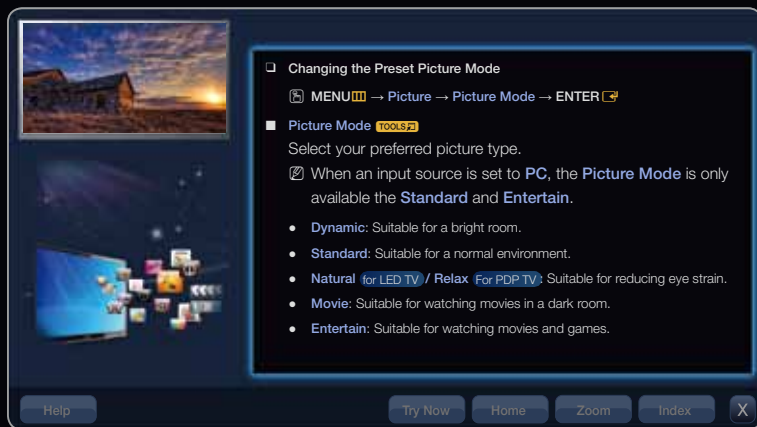 Changing the Preset Picture Mode
MENU → Picture → Picture Mode → ENTER
Picture Mode TOOLS
Select your preferred picture type.
When an input source is set to PC, the Picture Mode is only
available the Standard and Entertain.
Dynamic: Suitable for a bright room.
Standard: Suitable for a normal environment.
Natural for LED TV / Relax For PDP TV: Suitable for reducing eye strain.
Movie: Suitable for watching movies in a dark room.
Entertain: Suitable for watching movies and games.
Help Try Now Home Zoom Index X